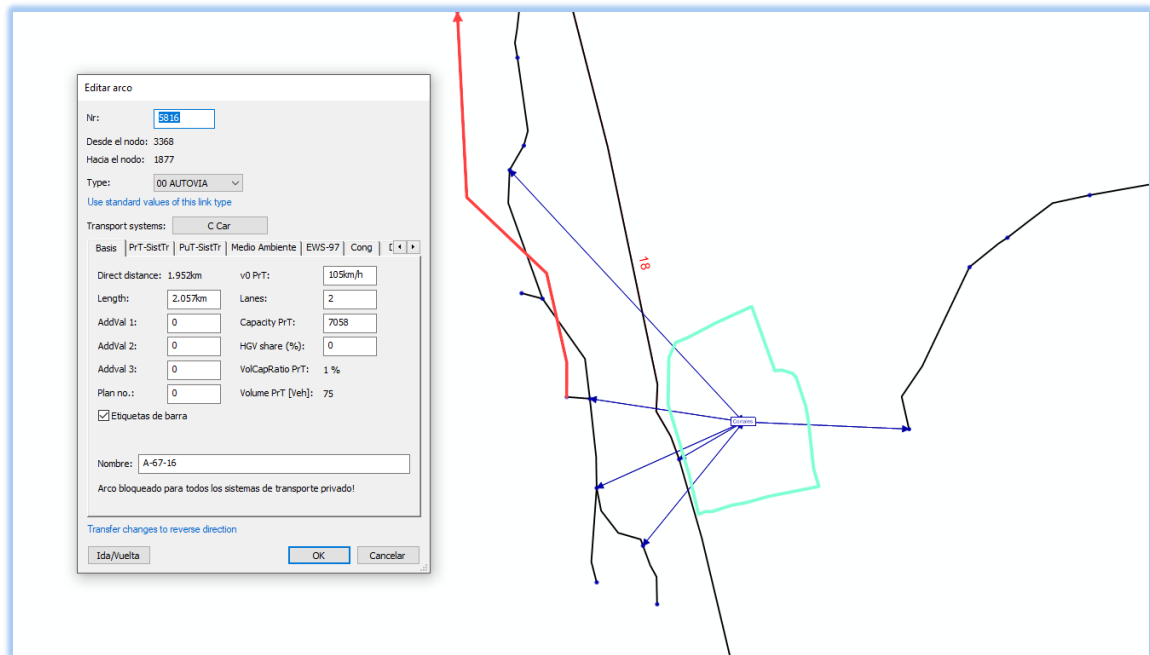 Editar arco
Nr: 5816
Desde el nodo: 3368
Hacia el nodo: 1877
Type: 00 AUTOVIA
Use standard values of this link type
Transport systems: C Car
Basis PrT-SistTr PuT-SistTr Medio Ambiente EWS-97 Cong
Direct distance: 1.952km v0 PrT: 105km/h
Length: 2.057km Lanes: 2
AddVal 1: 0 Capacity PrT: 7058
AddVal 2: 0 HGV share (%): 0
Addval 3: 0 VolCapRatio PrT: 1 %
Plan no.: 0 Volume PrT [Veh]: 75
Etiquetas de barra
Nombre: A-67-16
Arco bloqueado para todos los sistemas de transporte privado!
Transfer changes to reverse direction
Ida/Vuelta OK Cancelar
18
Corrales